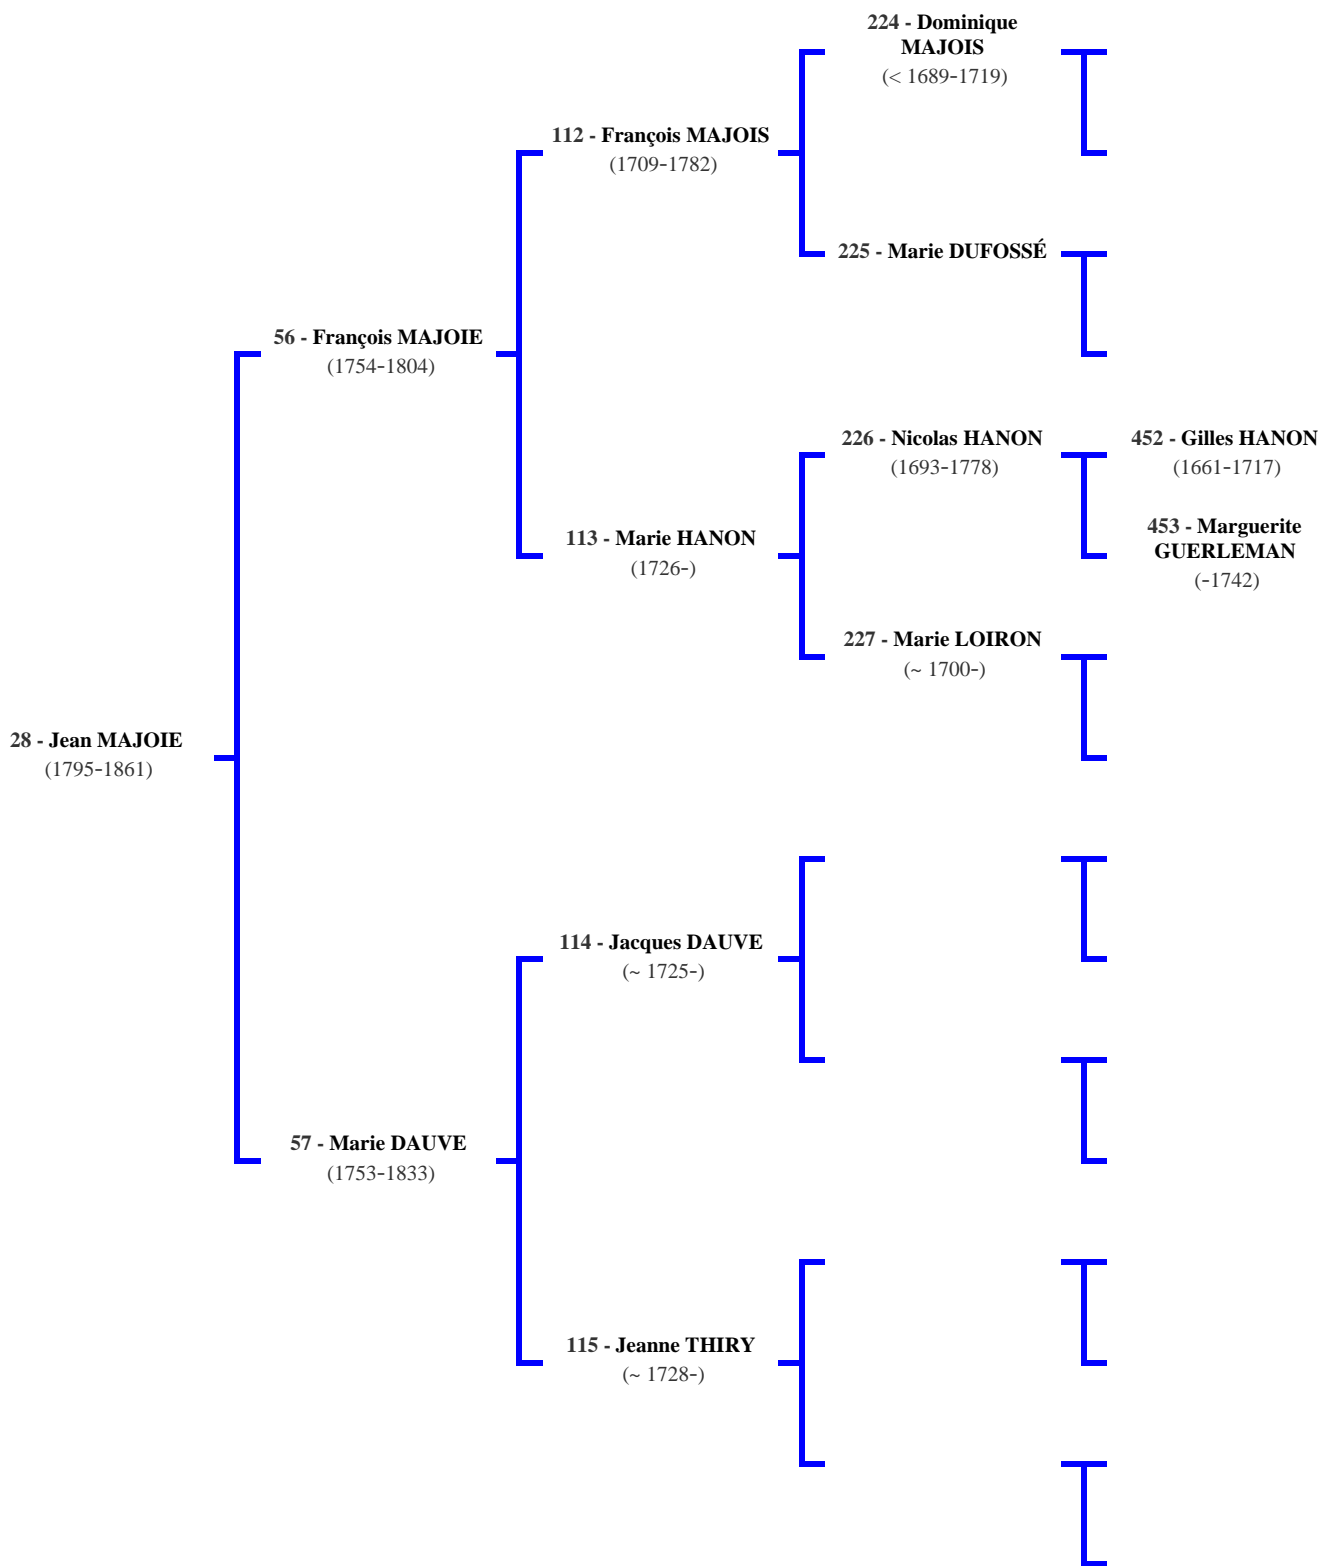 224 - Dominique
MAJOIS
(< 1689-1719)
112 - François MAJOIS
(1709-1782)
225 - Marie DUFOSSÉ
56 - François MAJOIE
(1754-1804)
226 - Nicolas HANON
(1693-1778)
452 - Gilles HANON
(1661-1717)
113 - Marie HANON
(1726-)
453 - Marguerite
GUERLEMAN
(-1742)
227 - Marie LOIRON
(~ 1700-)
28 - Jean MAJOIE
(1795-1861)
114 - Jacques DAUVE
(~ 1725-)
57 - Marie DAUVE
(1753-1833)
115 - Jeanne THIRY
(~ 1728-)